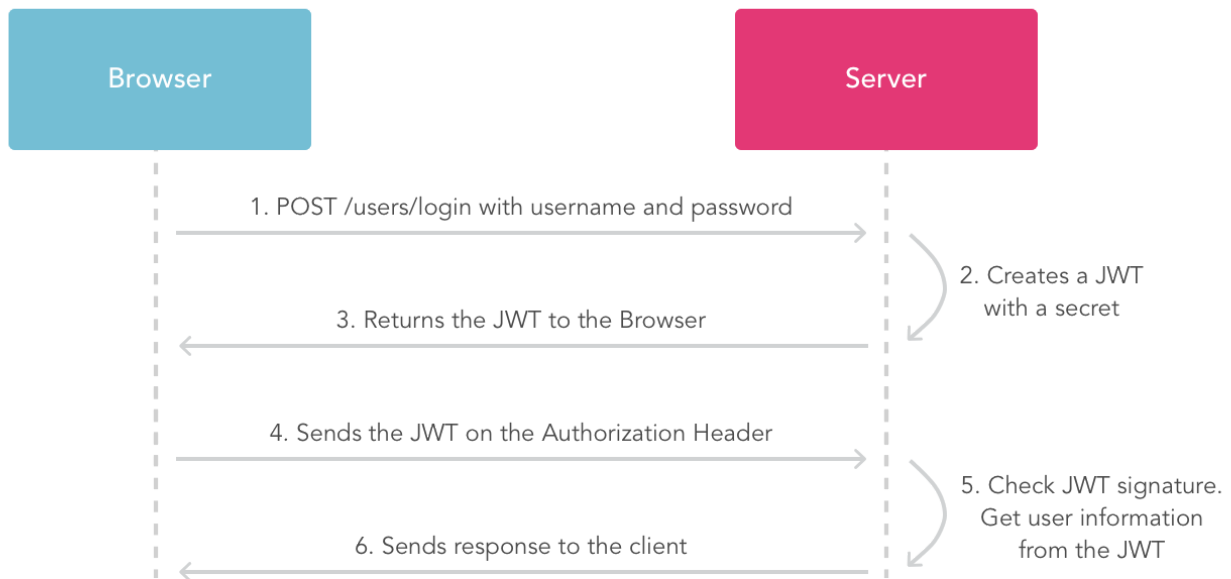 Browser
Server
1. POST /users/login with username and password
2. Creates a JWT
with a secret
3. Returns the JWT to the Browser
4. Sends the JWT on the Authorization Header
5. Check JWT signature.
Get user information
from the JWT
6. Sends response to the client